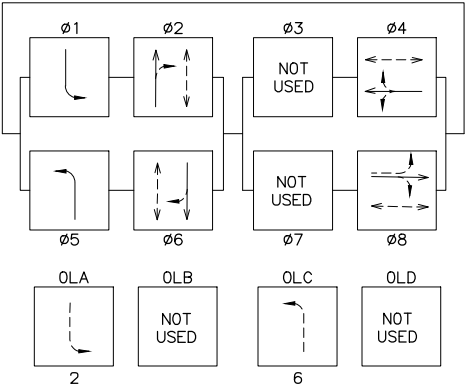 Ø1 Ø2 Ø3 Ø4
NOT
USED
NOT
USED
Ø5 Ø6 Ø7 Ø8
OLA OLB OLC OLD
NOT
USED
NOT
USED
2 6